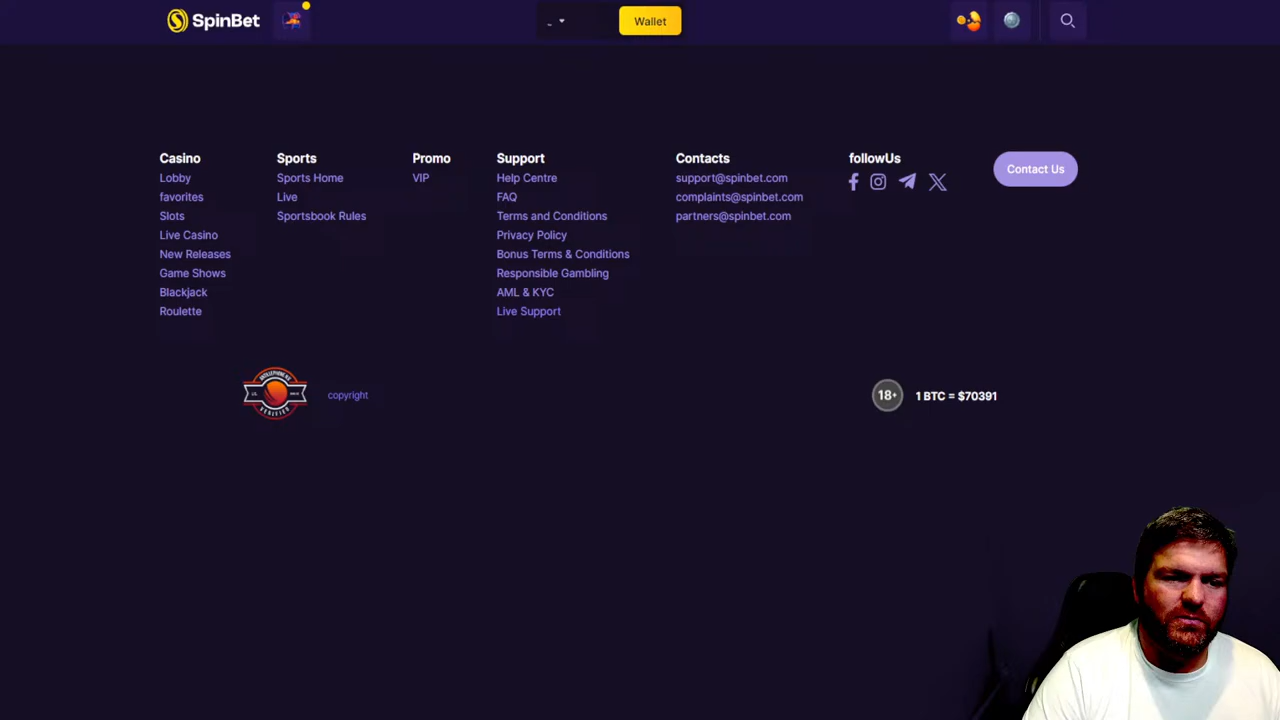 SpinBet
Wallet
Casino
Lobby
favorites
Slots
Live Casino
New Releases
Game Shows
Blackjack
Roulette
Sports
Sports Home
Live
Sportsbook Rules
Promo
VIP
Support
Help Centre
FAQ
Terms and Conditions
Privacy Policy
Bonus Terms & Conditions
Responsible Gambling
AML & KYC
Live Support
Contacts
support@spinbet.com
complaints@spinbet.com
partners@spinbet.com
followUs
Contact Us
VERIFIED
copyright
18+
1 BTC = $70391